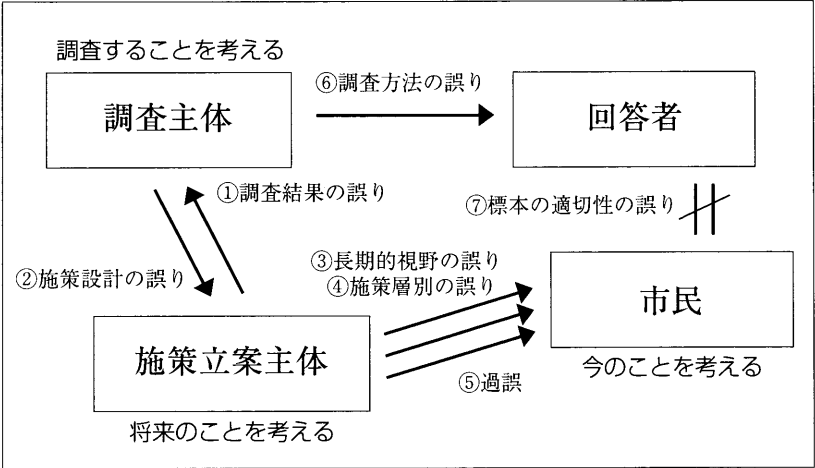 調査することを考える
調査主体
⑥調査方法の誤り
回答者
①調査結果の誤り
⑦標本の適切性の誤り
②施策設計の誤り
③長期的視野の誤り
④施策層別の誤り
市民
施策立案主体
⑤過誤
今のことを考える
将来のことを考える